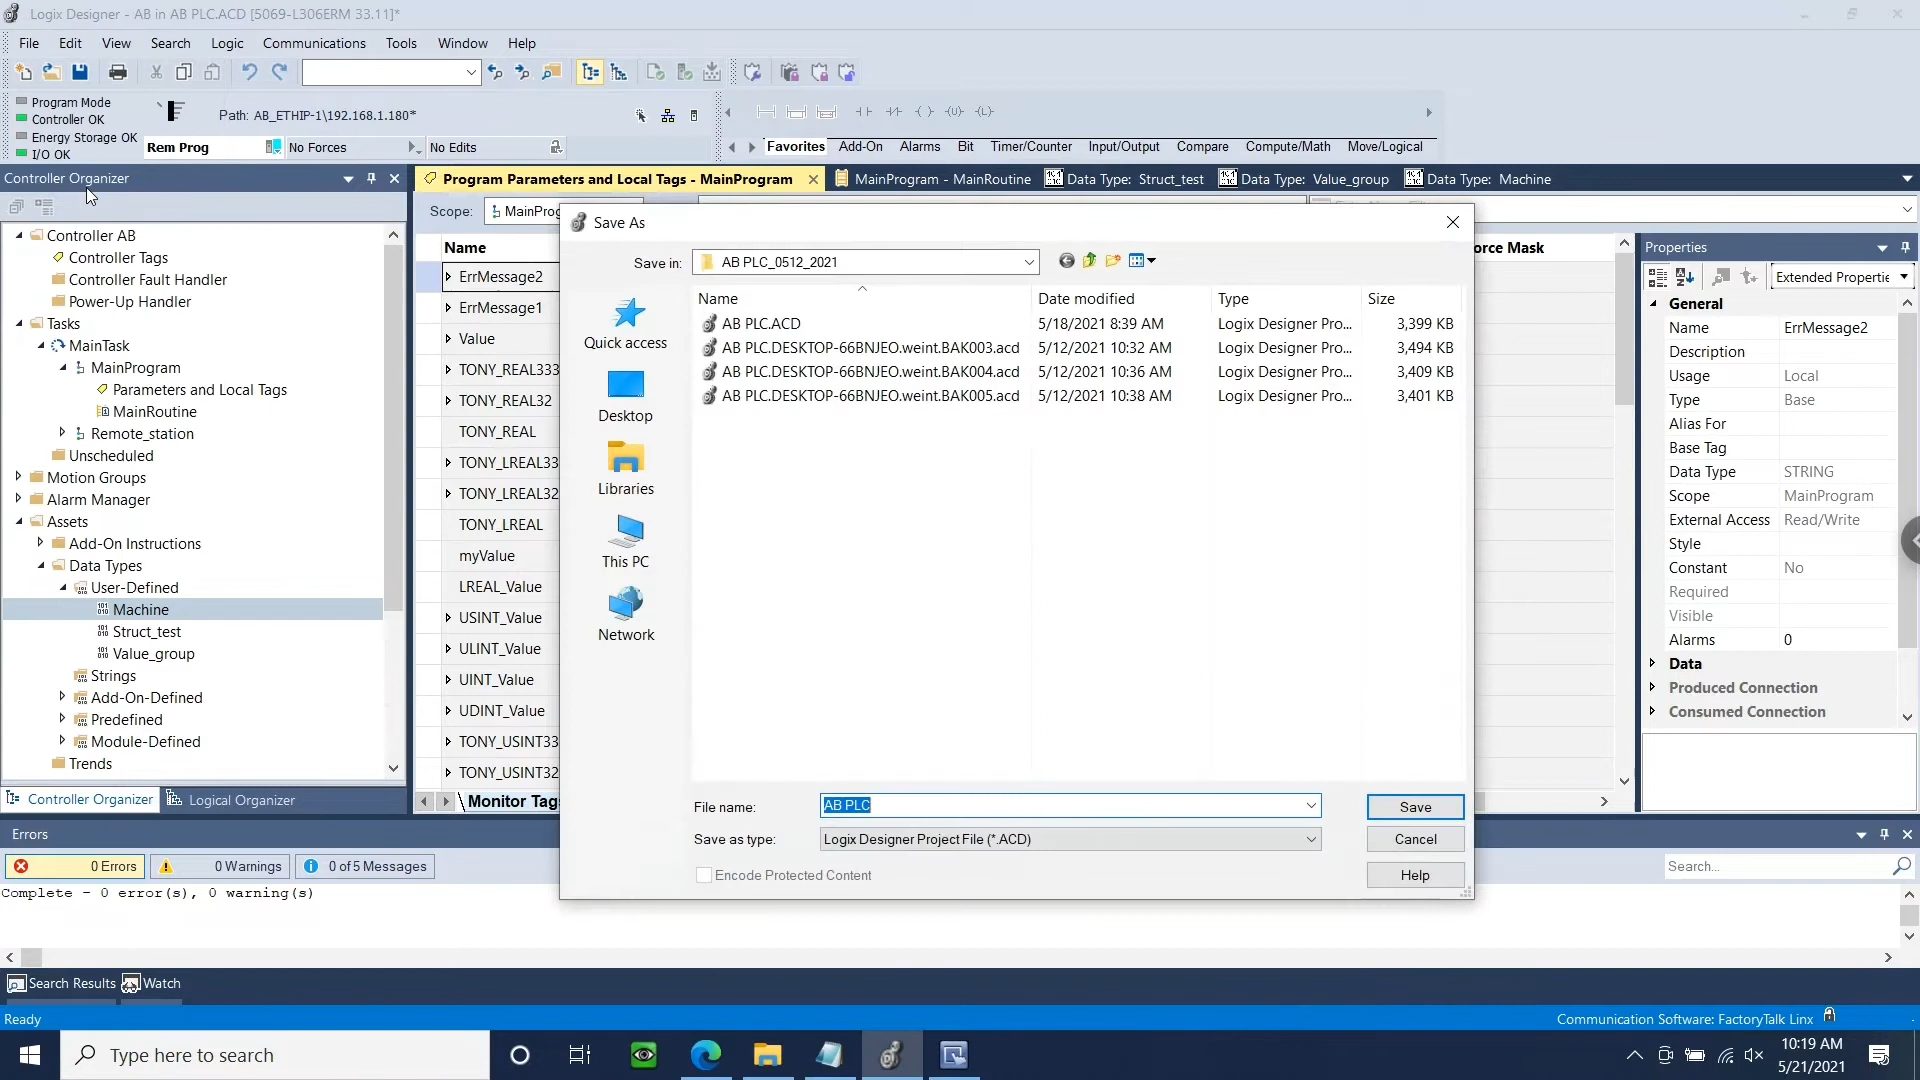 Logix Designer - AB in AB PLC.ACD [5069-L306ERM 33.11]*
File Edit View Search Logic Communications Tools Window Help
Program Mode
Controller OK
Energy Storage OK
I/O OK
Path: AB_ETHIP-1\192.168.1.180*
Rem Prog
No Forces
No Edits
Favorites Add-On Alarms Bit Timer/Counter Input/Output Compare Compute/Math Move/Logical
Controller Organizer
Controller AB
Controller Tags
Controller Fault Handler
Power-Up Handler
Tasks
MainTask
MainProgram
Parameters and Local Tags
MainRoutine
Remote_station
Unscheduled
Motion Groups
Alarm Manager
Assets
Add-On Instructions
Data Types
User-Defined
Machine
Struct_test
Value_group
Strings
Add-On-Defined
Predefined
Module-Defined
Trends
Controller Organizer
Logical Organizer
Program Parameters and Local Tags - MainProgram
MainProgram - MainRoutine
Data Type: Struct_test
Data Type: Value_group
Data Type: Machine
Scope:
MainProg
Name
ErrMessage2
ErrMessage1
Value
TONY_REAL333
TONY_REAL32
TONY_REAL
TONY_LREAL33
TONY_LREAL32
TONY_LREAL
myValue
LREAL_Value
USINT_Value
ULINT_Value
UINT_Value
UDINT_Value
TONY_USINT33
TONY_USINT32
Monitor Tag
orce Mask
Save As
Save in:
AB PLC_0512_2021
Quick access
Desktop
Libraries
This PC
Network
Name Date modified Type Size
AB PLC.ACD 5/18/2021 8:39 AM Logix Designer Pro... 3,399 KB
AB PLC.DESKTOP-66BNJEO.weint.BAK003.acd 5/12/2021 10:32 AM Logix Designer Pro... 3,494 KB
AB PLC.DESKTOP-66BNJEO.weint.BAK004.acd 5/12/2021 10:36 AM Logix Designer Pro... 3,409 KB
AB PLC.DESKTOP-66BNJEO.weint.BAK005.acd 5/12/2021 10:38 AM Logix Designer Pro... 3,401 KB
File name: AB PLC
Save
Save as type: Logix Designer Project File (*.ACD)
Cancel
Encode Protected Content
Help
Properties
Extended Propertie
General
Name ErrMessage2
Description
Usage Local
Type Base
Alias For
Base Tag
Data Type STRING
Scope MainProgram
External Access Read/Write
Style
Constant No
Required
Visible
Alarms 0
Data
Produced Connection
Consumed Connection
Errors
0 Errors
0 Warnings
0 of 5 Messages
Search...
Complete - 0 error(s), 0 warning(s)
Search Results
Watch
Ready
Communication Software: FactoryTalk Linx
Type here to search
10:19 AM
5/21/2021